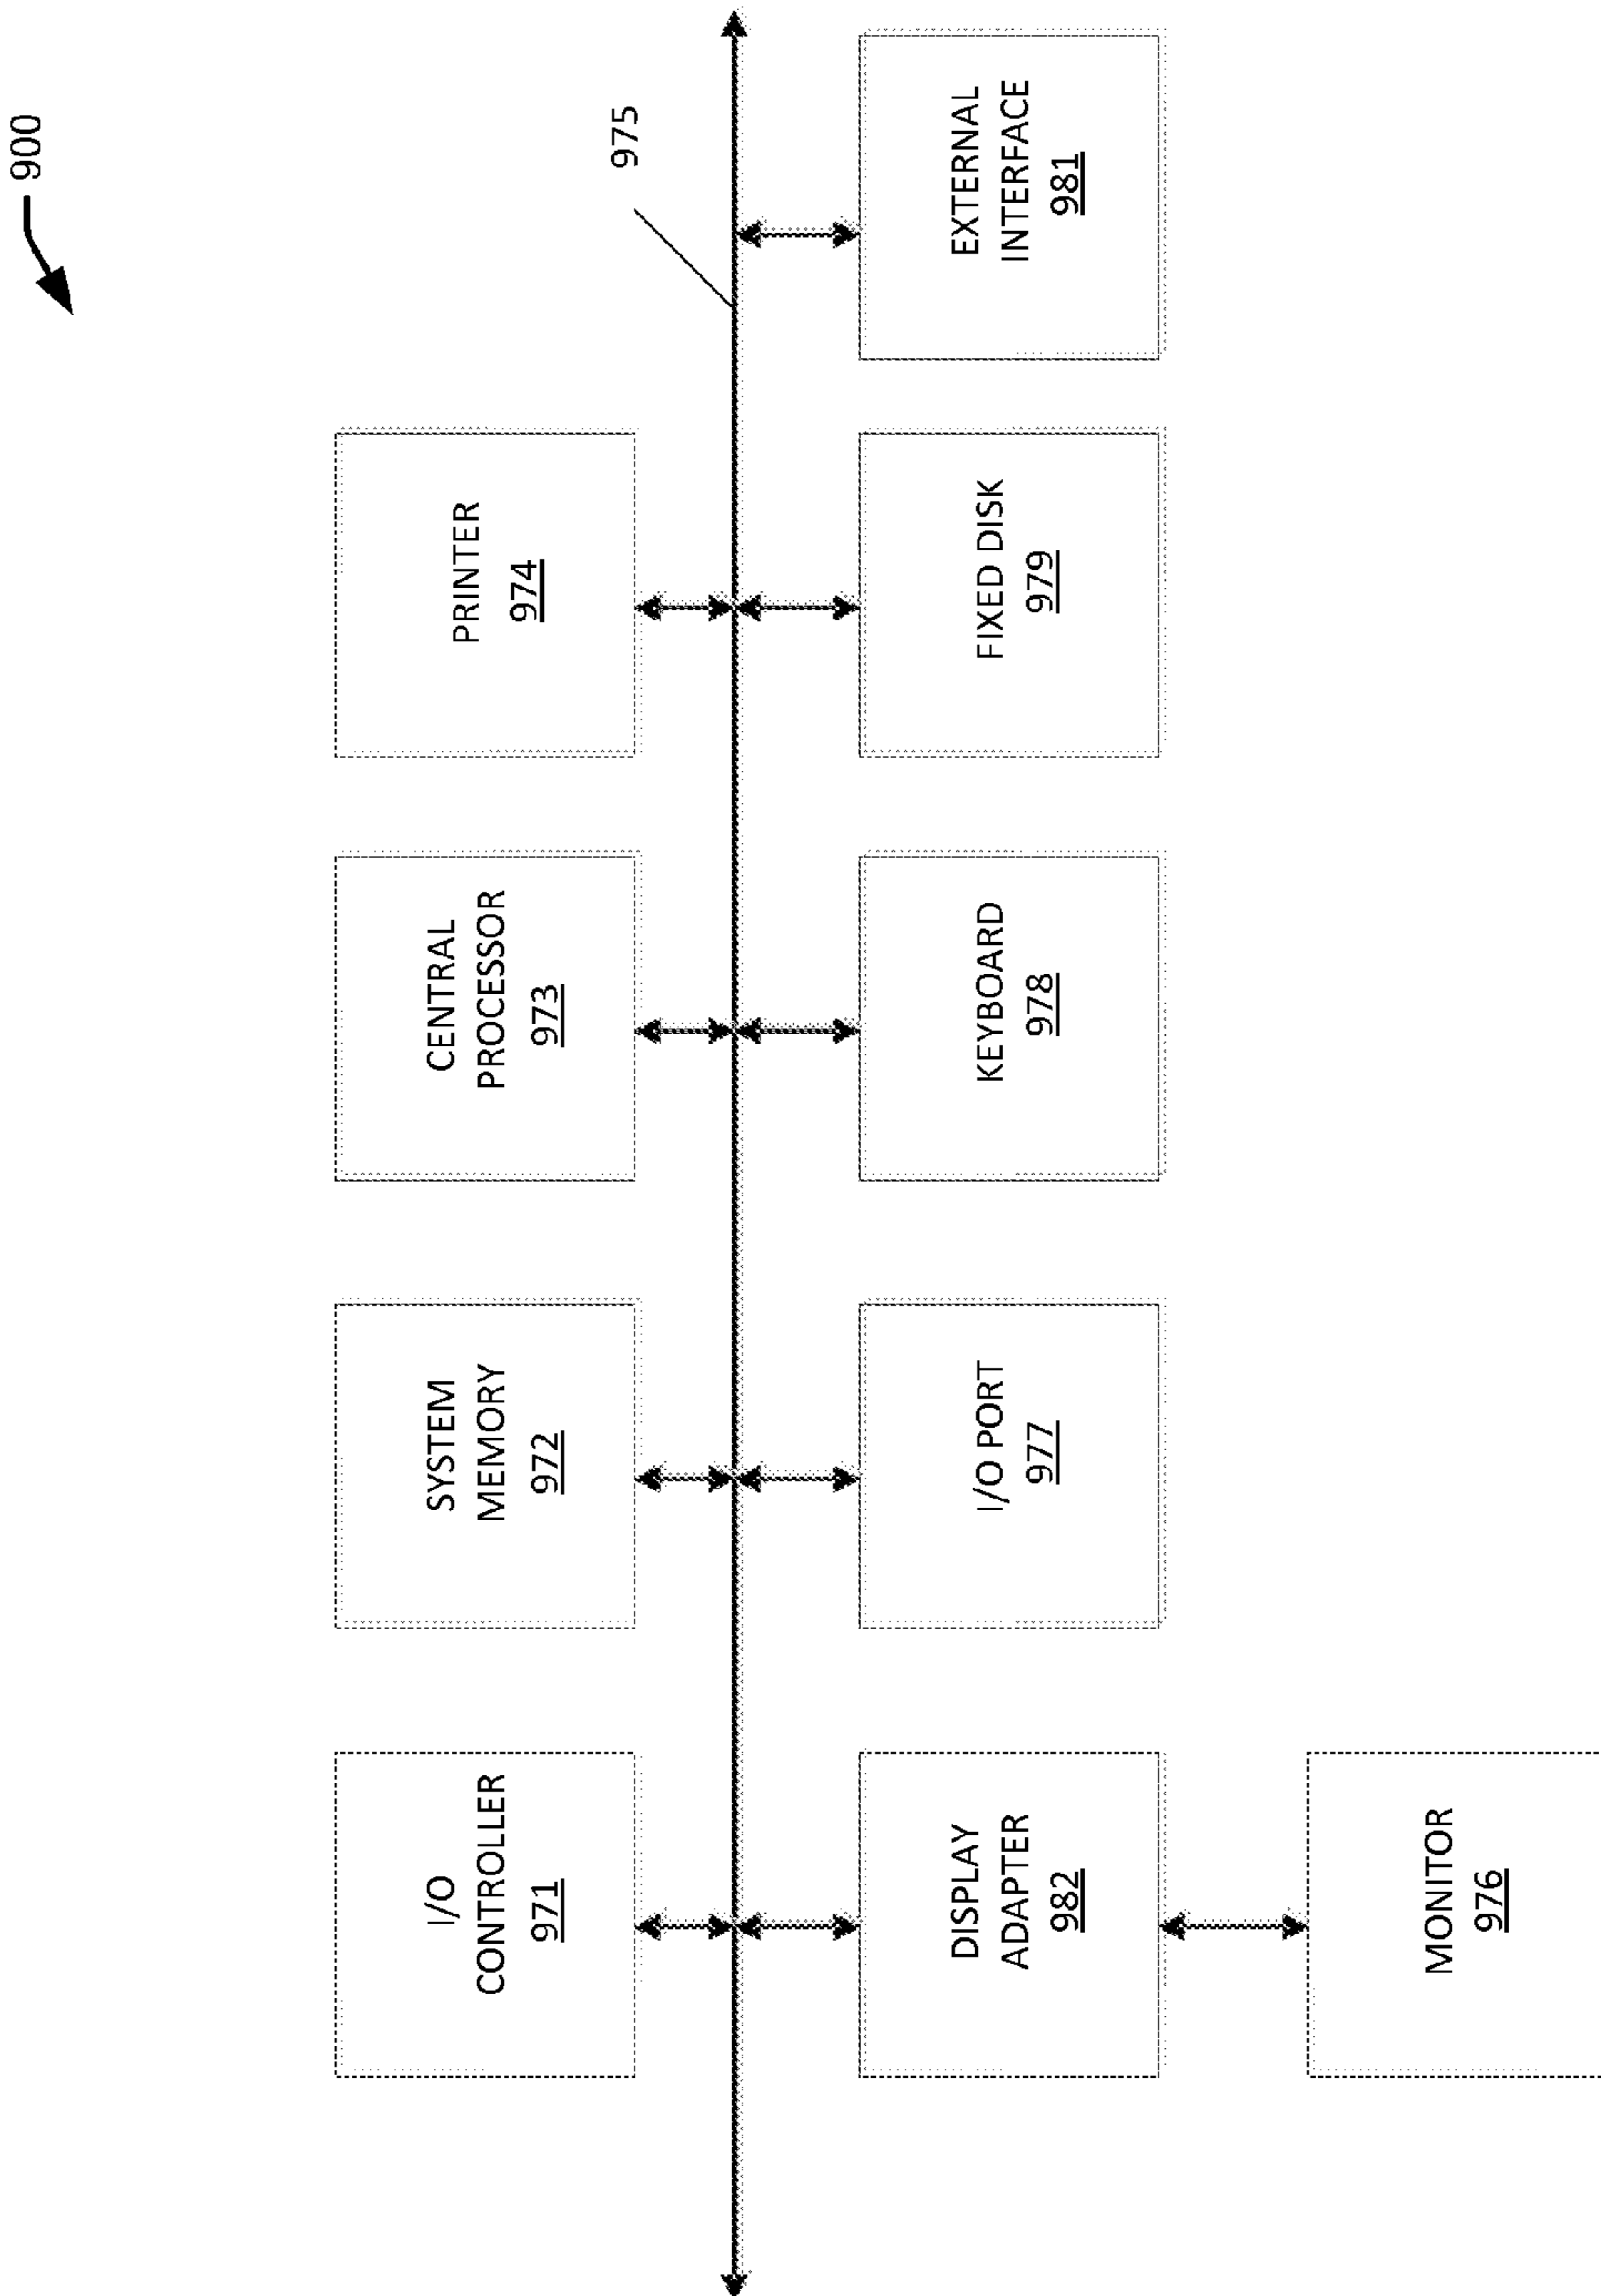 900
I/O
CONTROLLER
971
SYSTEM
MEMORY
972
CENTRAL
PROCESSOR
973
PRINTER
974
975
DISPLAY
ADAPTER
982
I/O PORT
977
KEYBOARD
978
FIXED DISK
979
EXTERNAL
INTERFACE
981
MONITOR
976